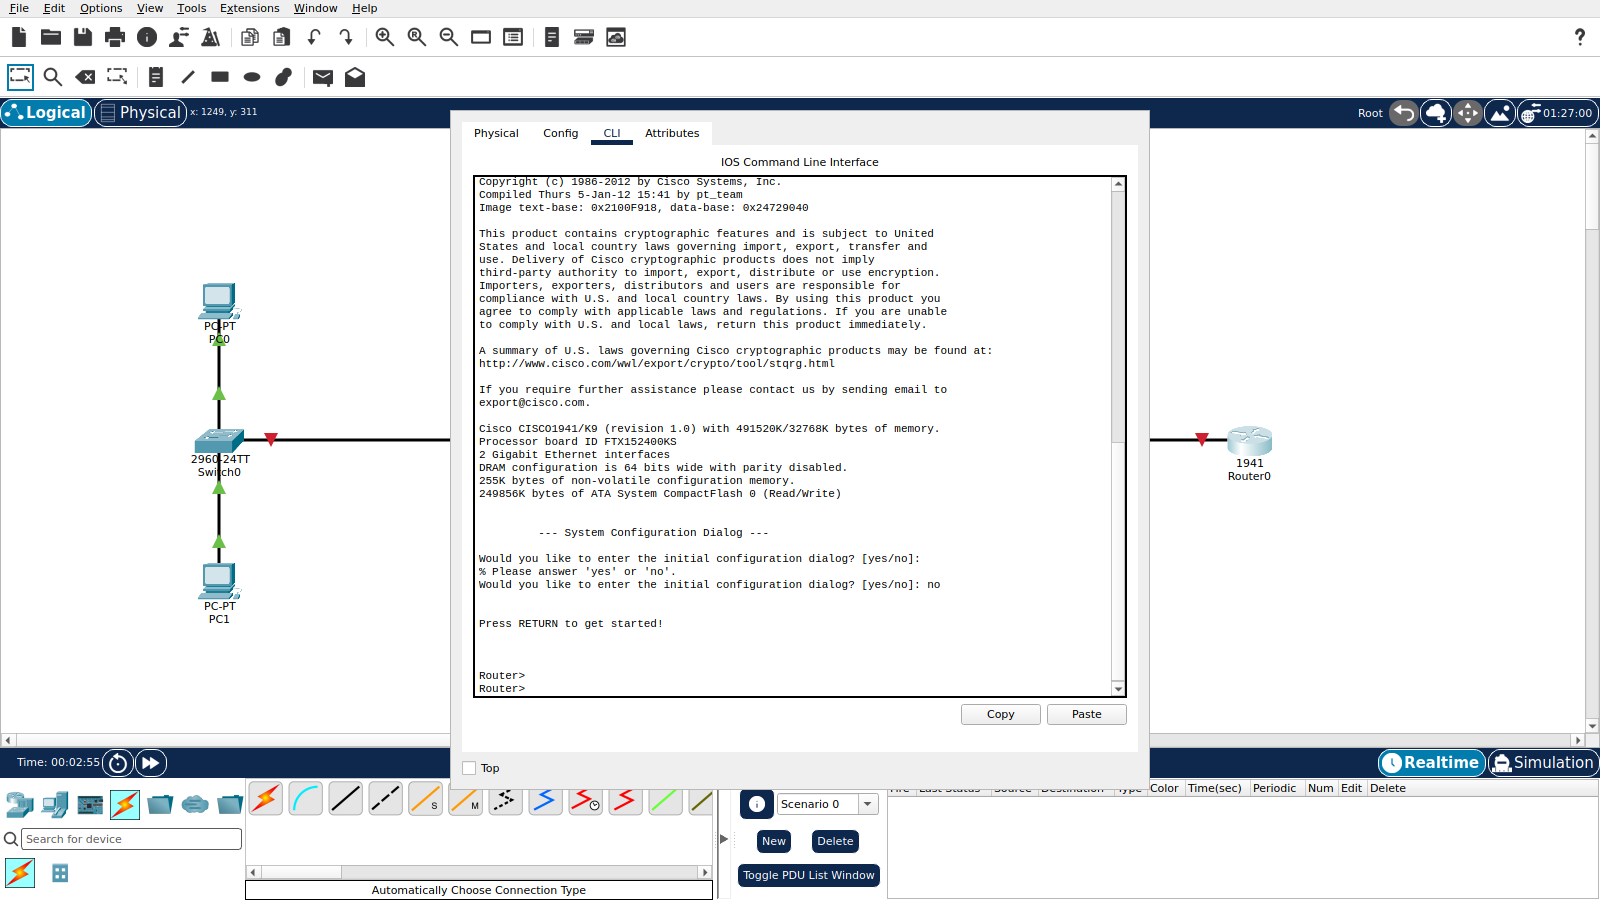 File Edit Options View Tools Extensions Window Help
?
Logical Physical x: 1249, y: 311 Root 01:27:00
Physical Config CLI Attributes
IOS Command Line Interface
Copyright (c) 1986-2012 by Cisco Systems, Inc.
Compiled Thurs 5-Jan-12 15:41 by pt_team
Image text-base: 0x2100F918, data-base: 0x24729040
This product contains cryptographic features and is subject to United
States and local country laws governing import, export, transfer and
use. Delivery of Cisco cryptographic products does not imply
third-party authority to import, export, distribute or use encryption.
Importers, exporters, distributors and users are responsible for
compliance with U.S. and local country laws. By using this product you
agree to comply with applicable laws and regulations. If you are unable
to comply with U.S. and local laws, return this product immediately.
A summary of U.S. laws governing Cisco cryptographic products may be found at:
http://www.cisco.com/wwl/export/crypto/tool/stqrg.html
If you require further assistance please contact us by sending email to
export@cisco.com.
Cisco CISCO1941/K9 (revision 1.0) with 491520K/32768K bytes of memory.
Processor board ID FTX152400KS
2 Gigabit Ethernet interfaces
DRAM configuration is 64 bits wide with parity disabled.
255K bytes of non-volatile configuration memory.
249856K bytes of ATA System CompactFlash 0 (Read/Write)
--- System Configuration Dialog ---
Would you like to enter the initial configuration dialog? [yes/no]:
% Please answer 'yes' or 'no'.
Would you like to enter the initial configuration dialog? [yes/no]: no
Press RETURN to get started!
Router>
Router>
Copy Paste
Top
PC-PT
PC0
2960-24TT
Switch0
PC-PT
PC1
1941
Router0
Time: 00:02:55 Realtime Simulation
S M
Search for device
Automatically Choose Connection Type
Scenario 0
New Delete
Toggle PDU List Window
Fire Last Status Source Destination Type Color Time(sec) Periodic Num Edit Delete